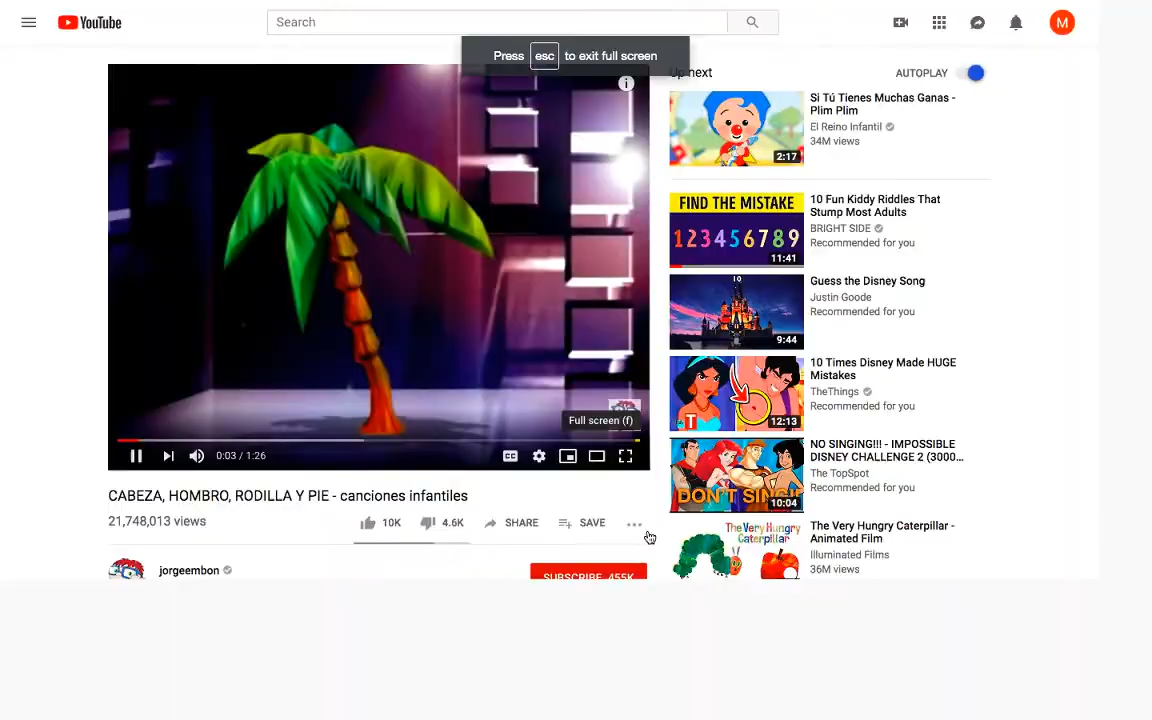 YouTube
Search
M
Press esc to exit full screen
Up next
AUTOPLAY
Si Tú Tienes Muchas Ganas -
Plim Plim
El Reino Infantil
34M views
2:17
FIND THE MISTAKE
1 2 3 4 5 6 7 8 9
11:41
10 Fun Kiddy Riddles That
Stump Most Adults
BRIGHT SIDE
Recommended for you
10
9:44
Guess the Disney Song
Justin Goode
Recommended for you
T
12:13
10 Times Disney Made HUGE
Mistakes
TheThings
Recommended for you
DON'T SING
10:04
NO SINGING!!! - IMPOSSIBLE
DISNEY CHALLENGE 2 (3000...
The TopSpot
Recommended for you
The Very Hungry
Caterpillar
The Very Hungry Caterpillar -
Animated Film
Illuminated Films
36M views
Full screen (f)
0:03 / 1:26
CC
CABEZA, HOMBRO, RODILLA Y PIE - canciones infantiles
21,748,013 views
10K
4.6K
SHARE
SAVE
jorgeembon
SUBSCRIBE 455K